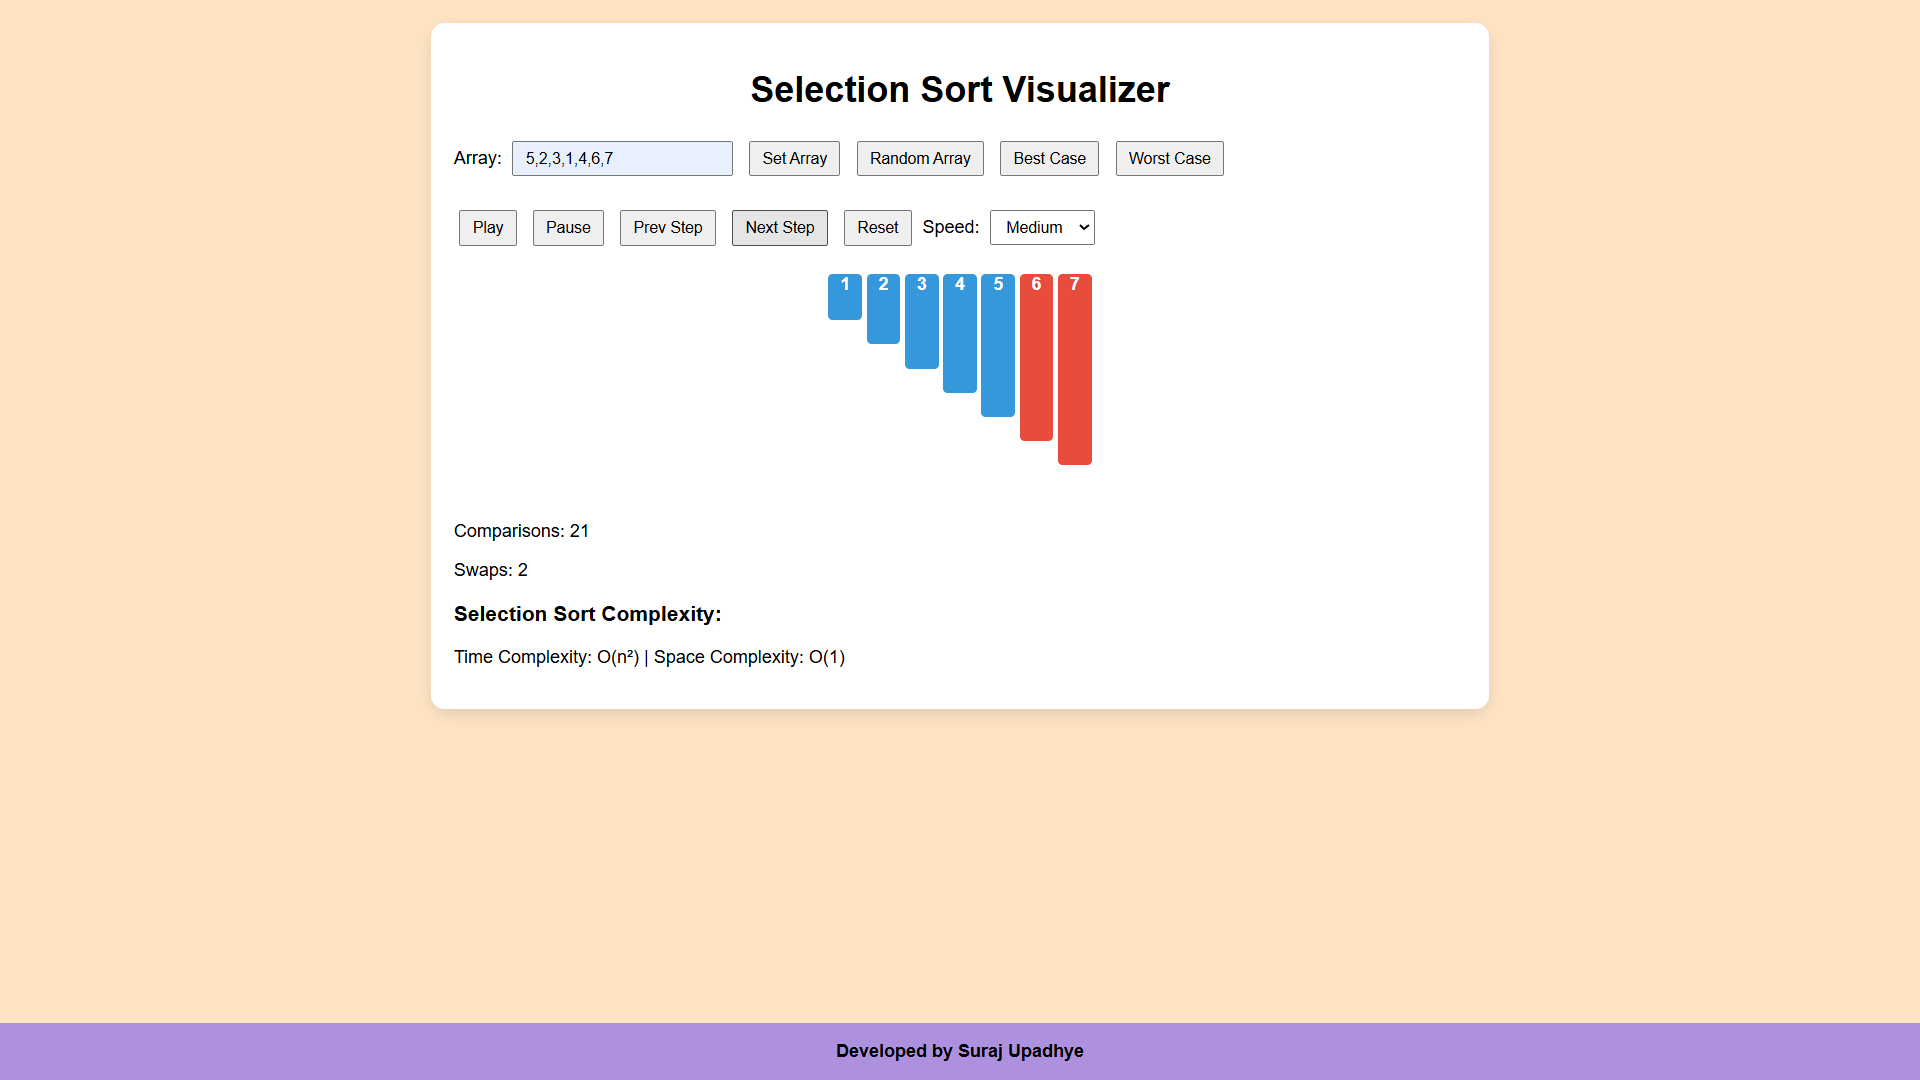 Selection Sort Visualizer
Array: 5,2,3,1,4,6,7 Set Array Random Array Best Case Worst Case
Play Pause Prev Step Next Step Reset Speed: Medium
1 2 3 4 5 6 7
Comparisons: 21
Swaps: 2
Selection Sort Complexity:
Time Complexity: O(n²) | Space Complexity: O(1)
Developed by Suraj Upadhye